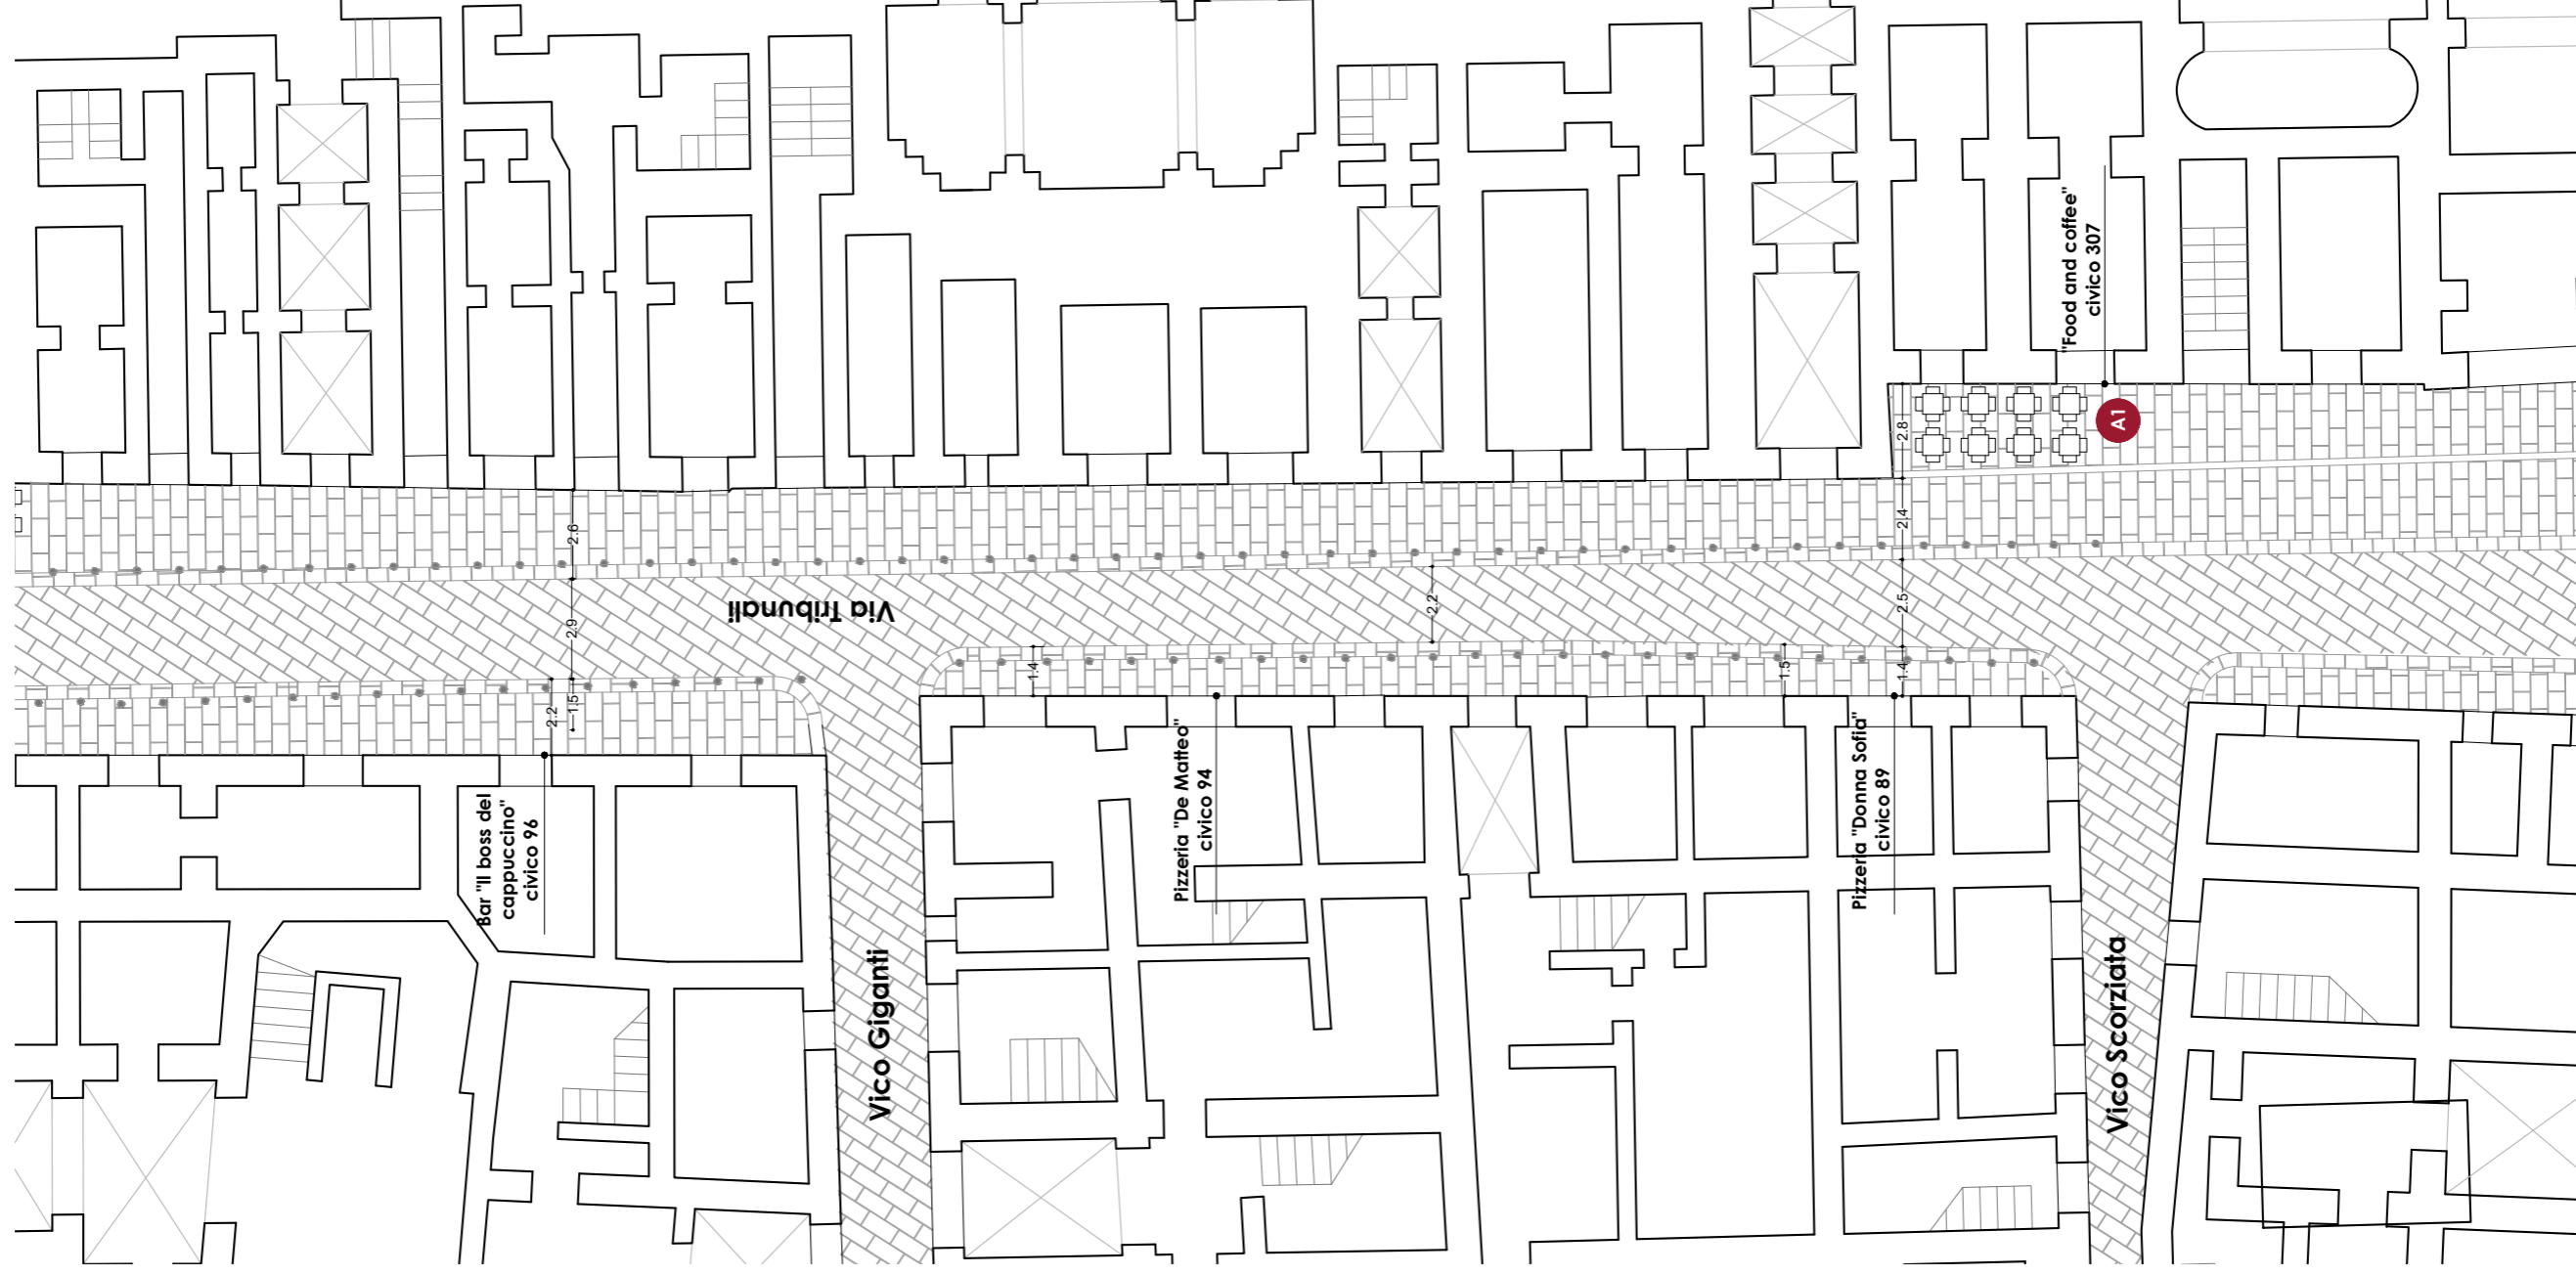 "Food and coffee"
civico 307
A1
2.8
2.6
2.4
Via Tribunali
2.9
2.2
2.5
1.4
1.5
1.4
2.2
1.5
Bar "Il boss del
cappuccino"
civico 96
Pizzeria "De Matteo"
civico 94
Pizzeria "Donna Sofia"
civico 89
Vico Giganti
Vico Scorziata